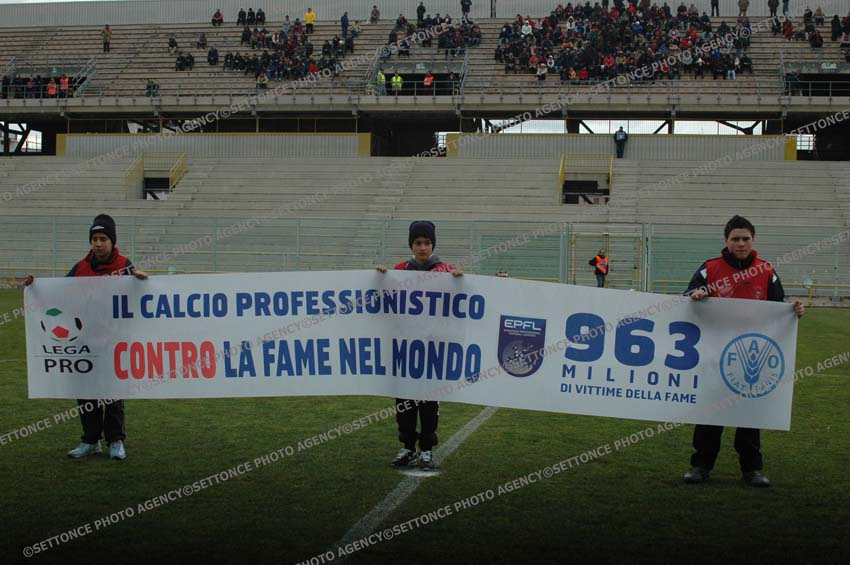 IL CALCIO PROFESSIONISTICO
CONTRO LA FAME NEL MONDO
LEGA
PRO
EPFL
963
MILIONI
DI VITTIME DELLA FAME
FAO
FIAT PANIS
©SETTONCE PHOTO AGENCY